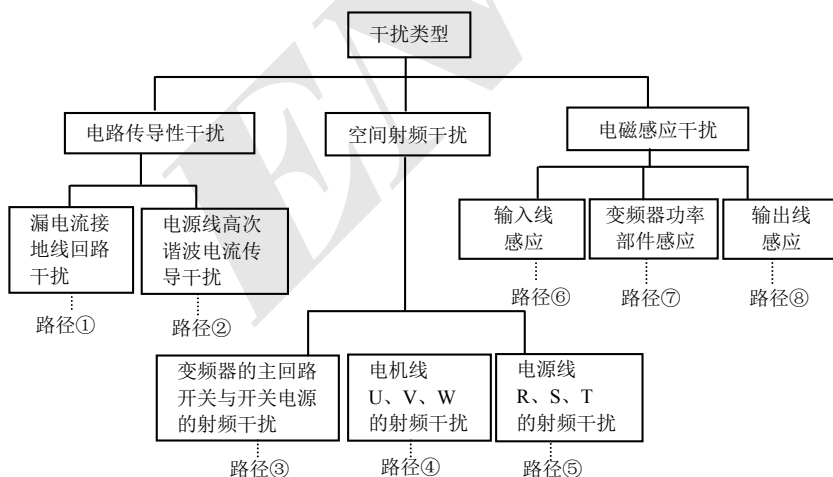 干扰类型
电路传导性干扰
空间射频干扰
电磁感应干扰
漏电流接
地线回路
干扰
电源线高次
谐波电流传
导干扰
输入线
感应
变频器功率
部件感应
输出线
感应
路径①
路径②
路径⑥
路径⑦
路径⑧
变频器的主回路
开关与开关电源
的射频干扰
电机线
U、V、W
的射频干扰
电源线
R、S、T
的射频干扰
路径③
路径④
路径⑤
EN